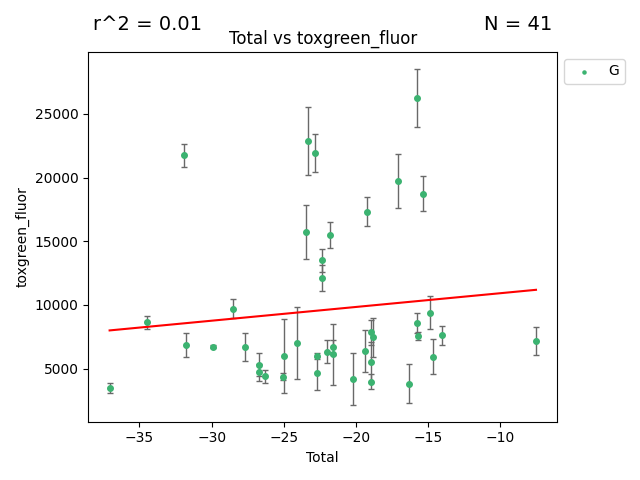 r^2 = 0.01
N = 41
Total vs toxgreen_fluor
G
25000
20000
15000
10000
5000
toxgreen_fluor
−35
−30
−25
−20
−15
−10
Total